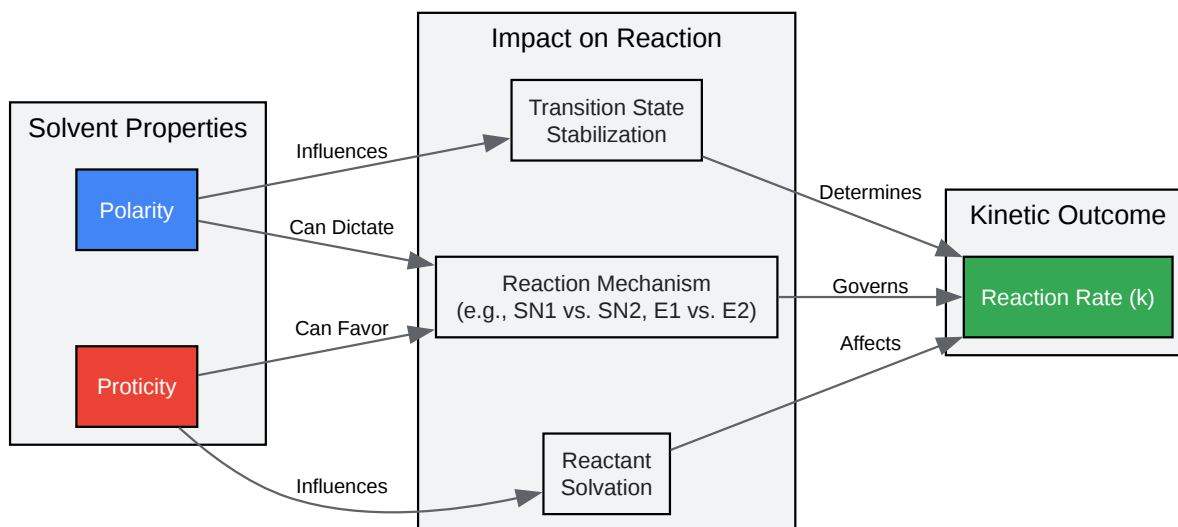 Impact on Reaction
Solvent Properties
Transition State
Stabilization
Influences
Polarity
Determines
Kinetic Outcome
Can Dictate
Reaction Mechanism
(e.g., SN1 vs. SN2, E1 vs. E2)
Governs
Reaction Rate (k)
Can Favor
Proticity
Affects
Reactant
Solvation
Influences